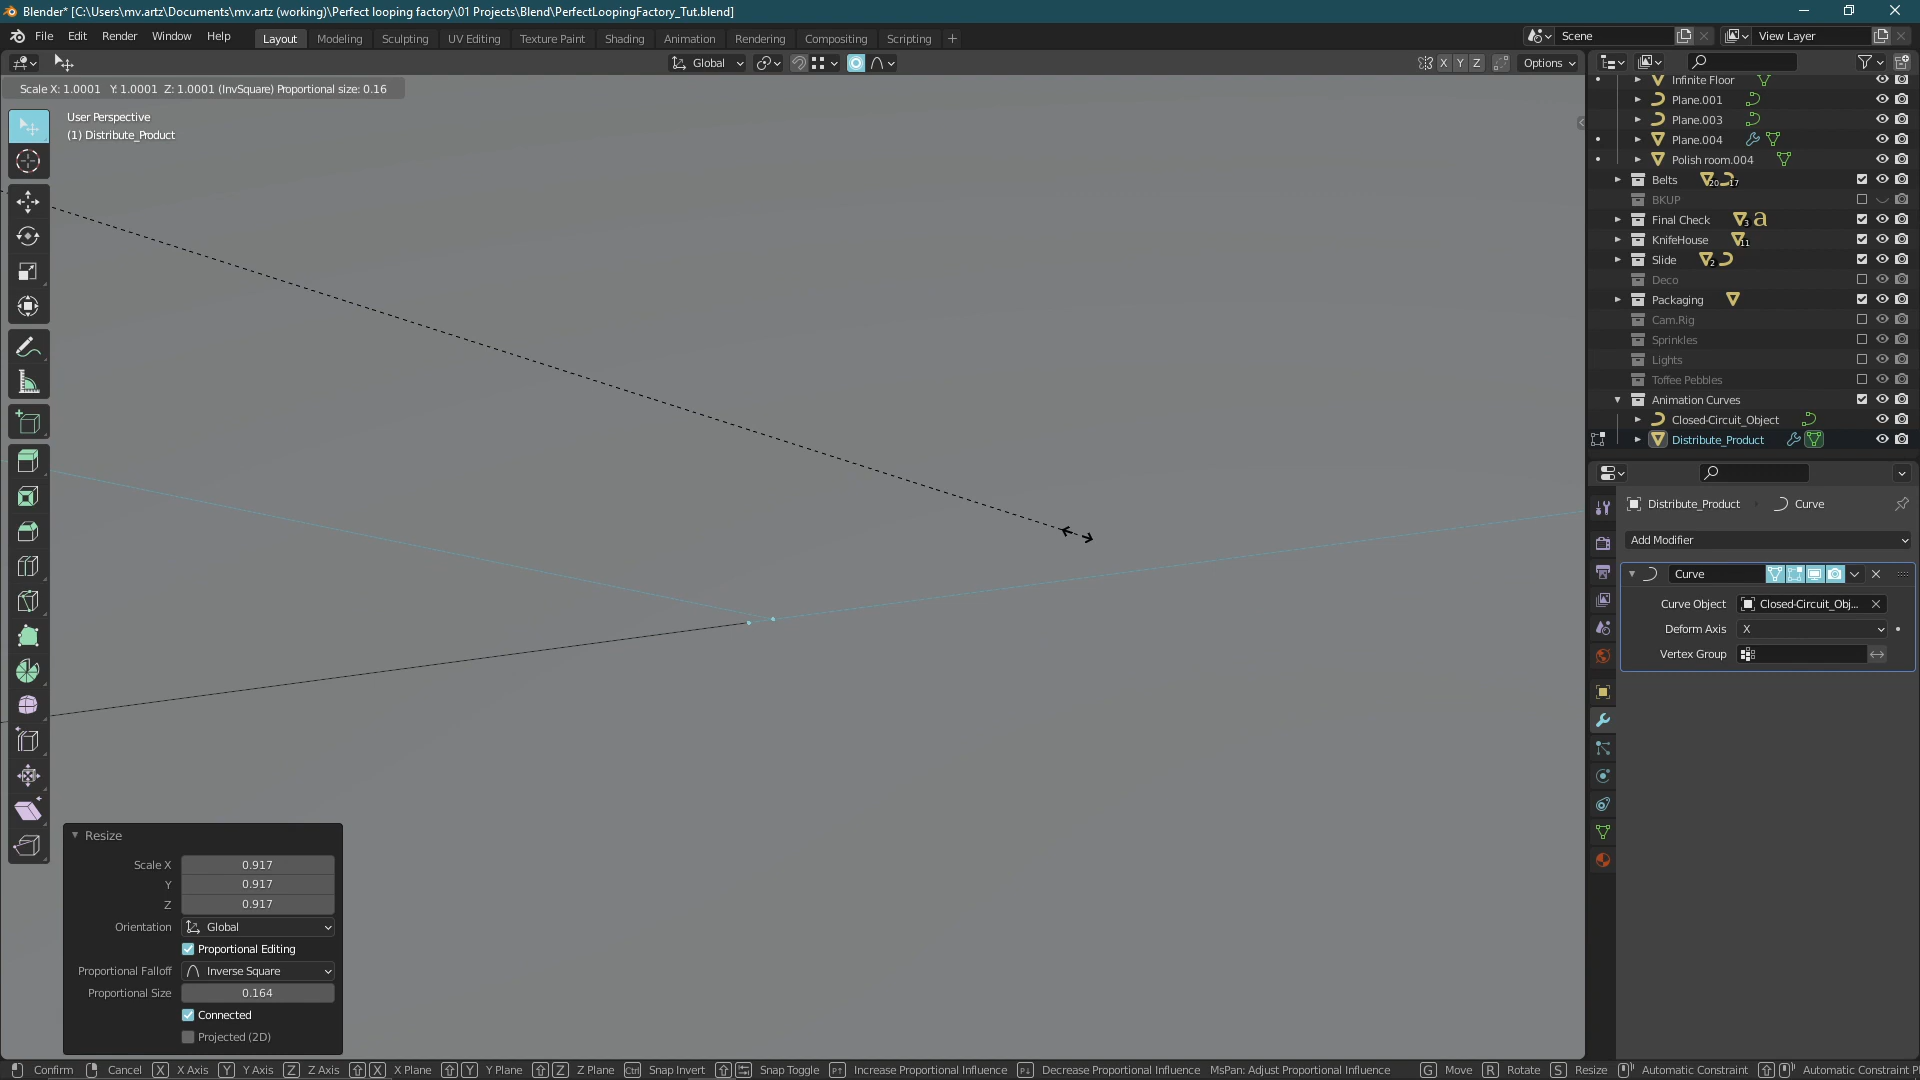 Blender* [C:\Users\mv.artz\Documents\mv.artz (working)\Perfect looping factory\01 Projects\Blend\PerfectLoopingFactory_Tut.blend]
File Edit Render Window Help Layout Modeling Sculpting UV Editing Texture Paint Shading Animation Rendering Compositing Scripting + Scene View Layer
Global X Y Z Options
Scale X: 1.0001 Y: 1.0001 Z: 1.0001 (InvSquare) Proportional size: 0.16
User Perspective
(1) Distribute_Product
Infinite Floor
Plane.001
Plane.003
Plane.004
Polish room.004
Belts 20 17
BKUP
Final Check 3 a
KnifeHouse 11
Slide 2
Deco
Packaging
Cam.Rig
Sprinkles
Lights
Toffee Pebbles
Animation Curves
Closed-Circuit_Object
Distribute_Product
Distribute_Product Curve
Add Modifier
Curve
Curve Object Closed-Circuit_Obj...
Deform Axis X
Vertex Group
Resize
Scale X 0.917
Y 0.917
Z 0.917
Orientation Global
Proportional Editing
Proportional Falloff Inverse Square
Proportional Size 0.164
Connected
Projected (2D)
Confirm Cancel X X Axis Y Y Axis Z Z Axis X X Plane Y Y Plane Z Z Plane Ctrl Snap Invert Snap Toggle Increase Proportional Influence Decrease Proportional Influence MsPan: Adjust Proportional Influence G Move R Rotate S Resize Automatic Constraint Automatic Constraint P